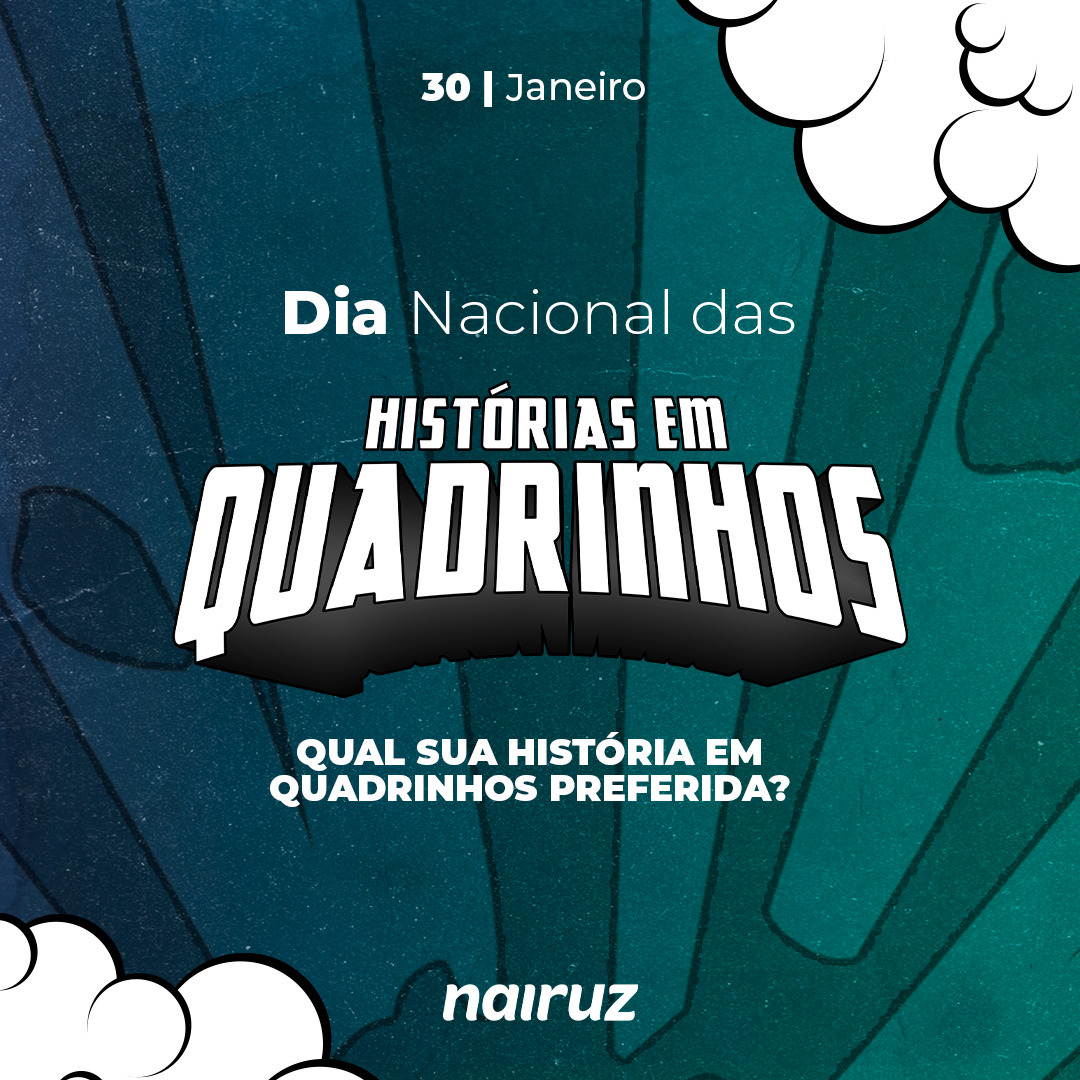 30 | Janeiro
Dia Nacional das
HISTÓRIAS EM
QUADRINHOS
QUAL SUA HISTÓRIA EM
QUADRINHOS PREFERIDA?
nairuz